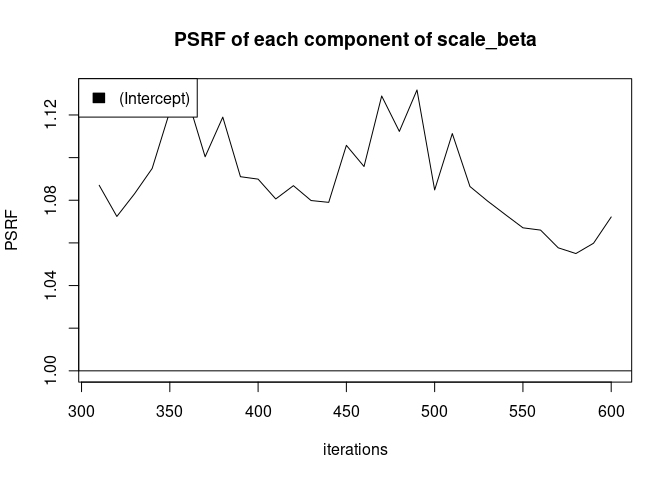 PSRF of each component of scale_beta
(Intercept)
PSRF
1.12
1.08
1.04
1.00
300 350 400 450 500 550 600
iterations